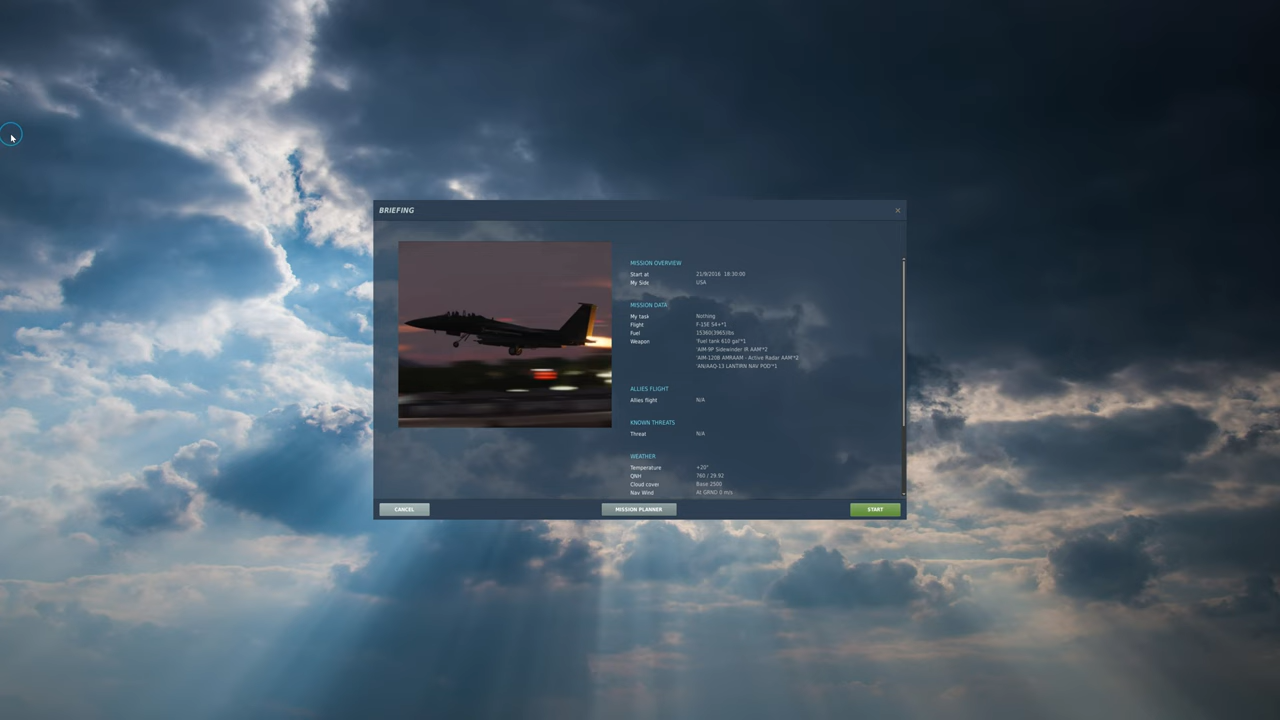 BRIEFING
MISSION OVERVIEW
Start at 21/9/2016 18:30:00
My Side USA
MISSION DATA
My task Nothing
Flight F-15E S4+*1
Fuel 15360(3965)lbs
Weapon 'Fuel tank 610 gal'*1
'AIM-9P Sidewinder IR AAM'*2
'AIM-120B AMRAAM - Active Radar AAM'*2
'AN/AAQ-13 LANTIRN NAV POD'*1
ALLIES FLIGHT
Allies flight N/A
KNOWN THREATS
Threat N/A
WEATHER
Temperature +20°
QNH 760 / 29.92
Cloud cover Base 2500
Nav Wind At GRND 0 m/s
CANCEL MISSION PLANNER START